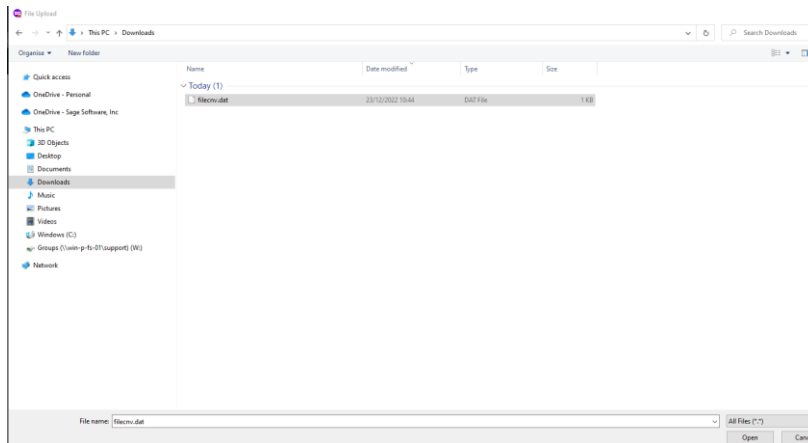 File Upload
This PC > Downloads
Search Downloads
Organise
New folder
Name Date modified Type Size
Quick access
OneDrive - Personal
OneDrive - Sage Software, Inc
This PC
3D Objects
Desktop
Documents
Downloads
Music
Pictures
Videos
Windows (C:)
Groups (\\win-p-fs-01\support) (W:)
Network
Today (1)
filecnv.dat 23/12/2022 10:44 DAT File 1 KB
File name: filecnv.dat
All Files (*.*)
Open Canc